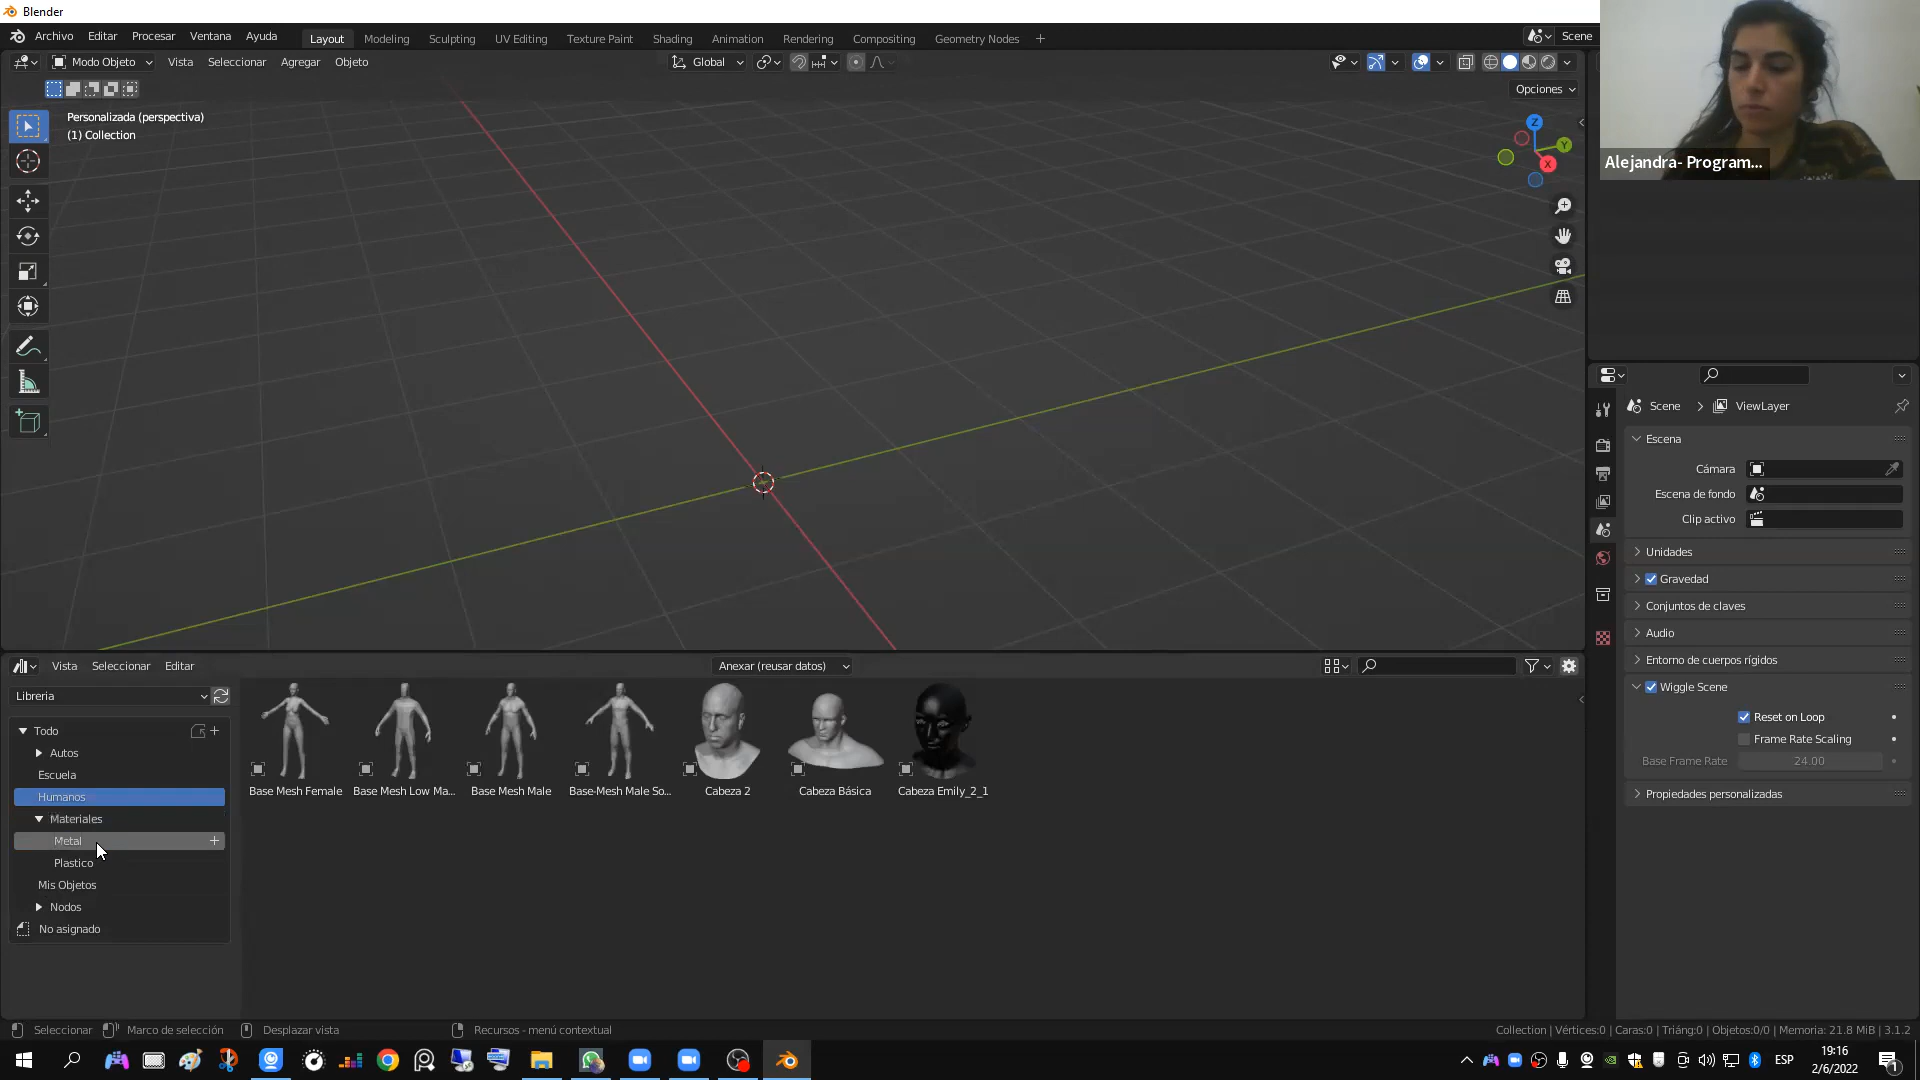 Blender
Archivo Editar Procesar Ventana Ayuda Layout Modeling Sculpting UV Editing Texture Paint Shading Animation Rendering Compositing Geometry Nodes Scene
Modo Objeto Vista Seleccionar Agregar Objeto Global
Opciones
Personalizada (perspectiva)
(1) Collection
Z
Y
X
Alejandra- Program...
Scene ViewLayer
Escena
Cámara
Escena de fondo
Clip activo
Unidades
Gravedad
Conjuntos de claves
Audio
Entorno de cuerpos rígidos
Wiggle Scene
Reset on Loop
Frame Rate Scaling
Base Frame Rate 24.00
Propiedades personalizadas
Vista Seleccionar Editar Anexar (reusar datos)
Libreria
Todo
Autos
Escuela
Humanos
Materiales
Metal
Plastico
Mis Objetos
Nodos
No asignado
Base Mesh Female Base Mesh Low Ma... Base Mesh Male Base-Mesh Male So... Cabeza 2 Cabeza Básica Cabeza Emily_2_1
Seleccionar Marco de selección Desplazar vista Recursos - menú contextual Collection | Vértices:0 | Caras:0 | Triáng:0 | Objetos:0/0 | Memoria: 21.8 MiB | 3.1.2
ESP
19:16
2/6/2022
1